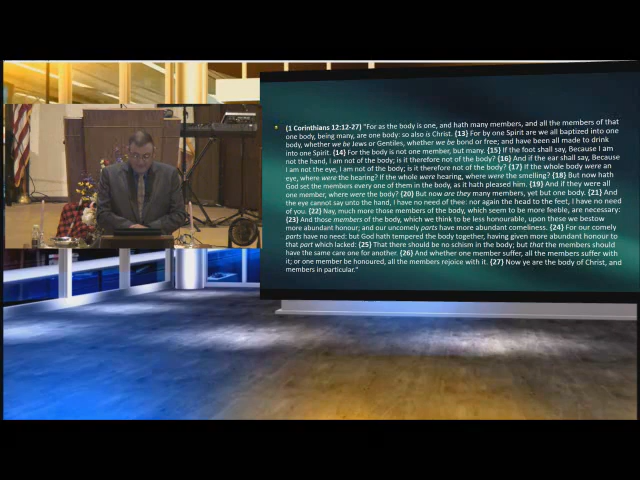 (1 Corinthians 12:12-27) "For as the body is one, and hath many members, and all the members of that
one body, being many, are one body: so also is Christ. {13} For by one Spirit are we all baptized into one
body, whether we be Jews or Gentiles, whether we be bond or free; and have been all made to drink
into one Spirit. {14} For the body is not one member, but many. {15} If the foot shall say, Because I am
not the hand, I am not of the body; is it therefore not of the body? {16} And if the ear shall say, Because
I am not the eye, I am not of the body; is it therefore not of the body? {17} If the whole body were an
eye, where were the hearing? If the whole were hearing, where were the smelling? {18} But now hath
God set the members every one of them in the body, as it hath pleased him. {19} And if they were all
one member, where were the body? {20} But now are they many members, yet but one body. {21} And
the eye cannot say unto the hand, I have no need of thee: nor again the head to the feet, I have no need
of you. {22} Nay, much more those members of the body, which seem to be more feeble, are necessary:
{23} And those members of the body, which we think to be less honourable, upon these we bestow
more abundant honour; and our uncomely parts have more abundant comeliness. {24} For our comely
parts have no need: but God hath tempered the body together, having given more abundant honour to
that part which lacked: {25} That there should be no schism in the body; but that the members should
have the same care one for another. {26} And whether one member suffer, all the members suffer with
it; or one member be honoured, all the members rejoice with it. {27} Now ye are the body of Christ, and
members in particular."